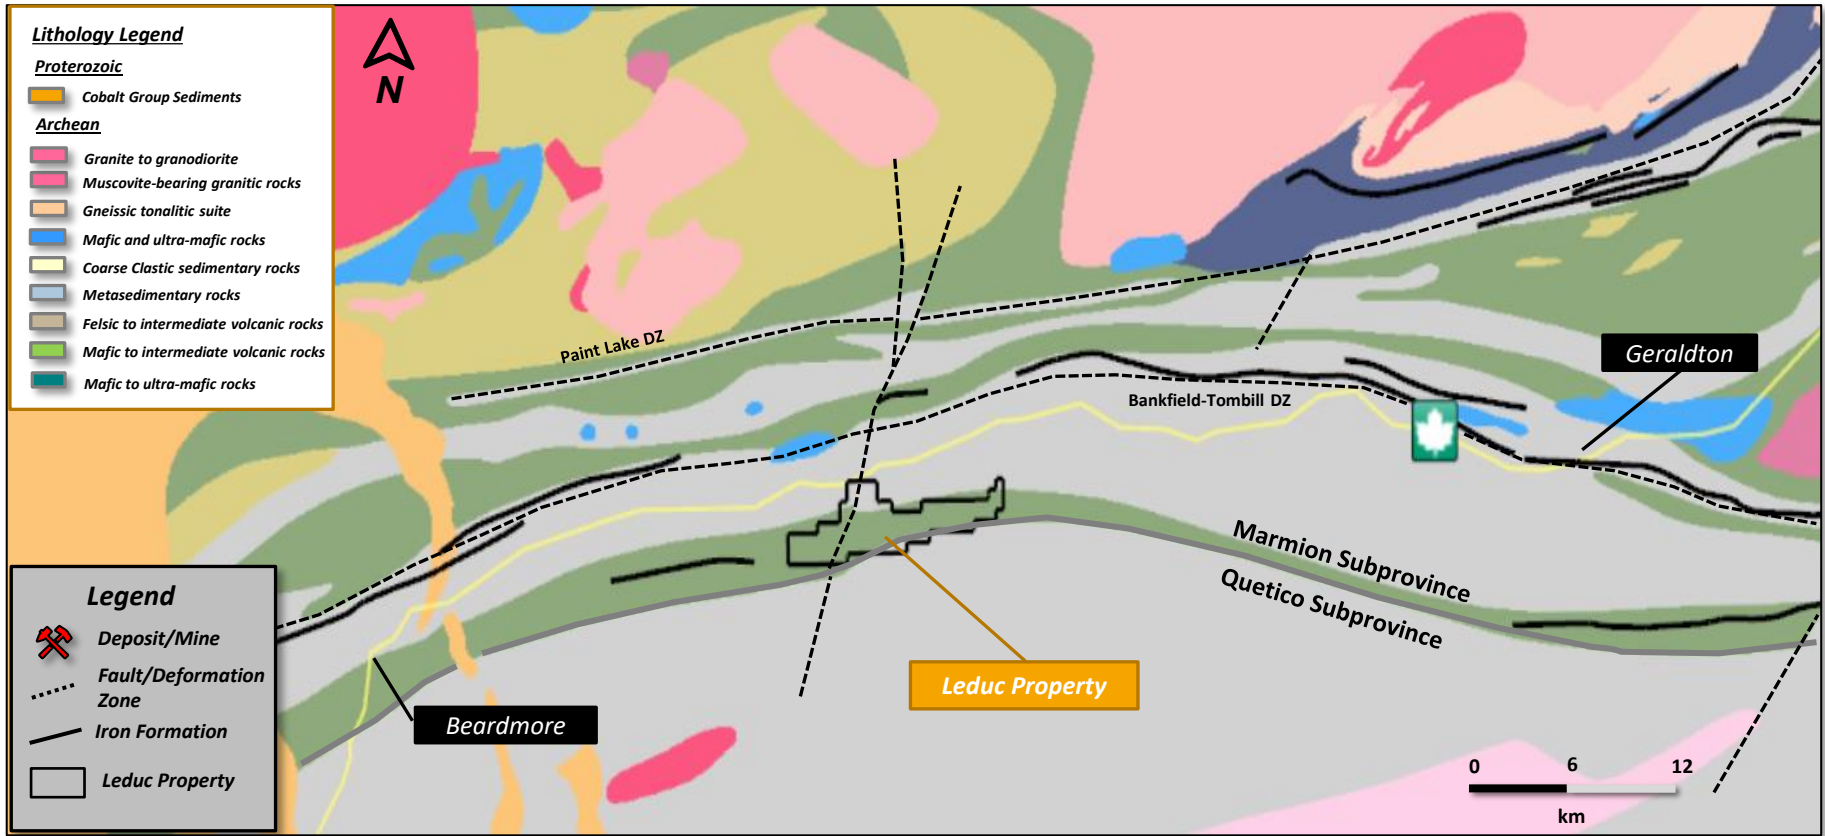 Lithology Legend
Proterozoic
Cobalt Group Sediments
Archean
Granite to granodiorite
Muscovite-bearing granitic rocks
Gneissic tonalitic suite
Mafic and ultra-mafic rocks
Coarse Clastic sedimentary rocks
Metasedimentary rocks
Felsic to intermediate volcanic rocks
Mafic to intermediate volcanic rocks
Mafic to ultra-mafic rocks
N
Paint Lake DZ
Geraldton
Bankfield-Tombill DZ
Marmion Subprovince
Quetico Subprovince
Leduc Property
Beardmore
Legend
Deposit/Mine
Fault/Deformation
Zone
Iron Formation
Leduc Property
0 6 12
km